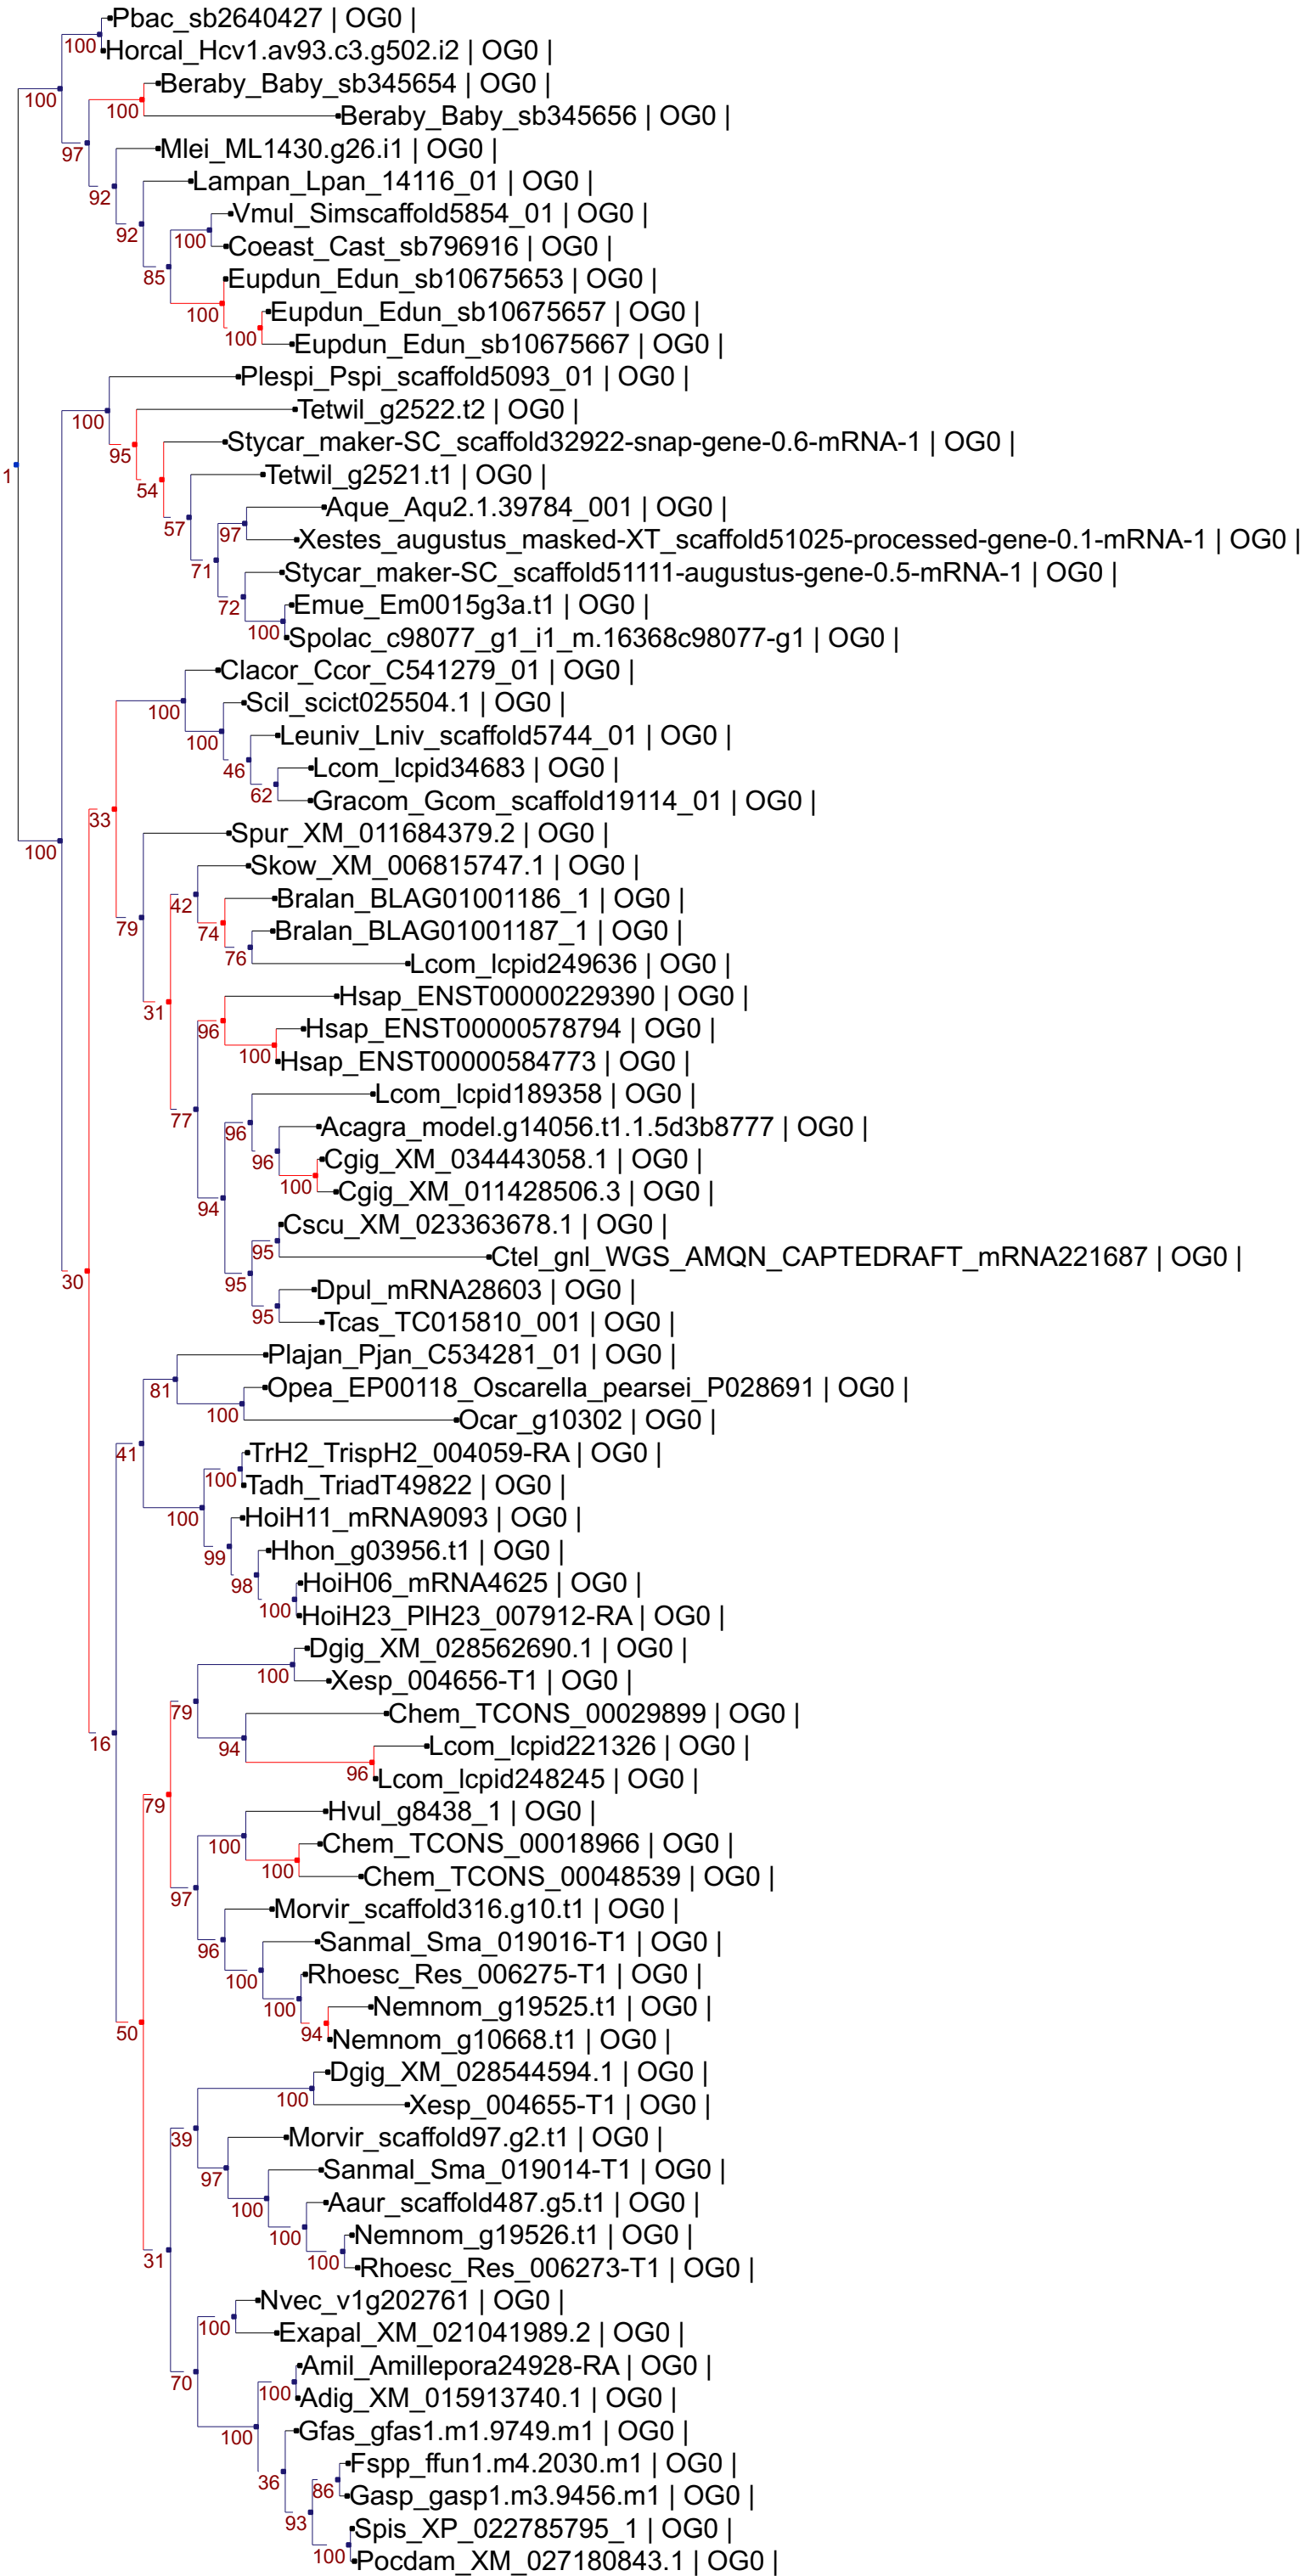 Pbac_sb2640427 | OG0 |
100
Horcal_Hcv1.av93.c3.g502.i2 | OG0 |
Beraby_Baby_sb345654 | OG0 |
100
100
Beraby_Baby_sb345656 | OG0 |
Mlei_ML1430.g26.i1 | OG0 |
97
Lampan_Lpan_14116_01 | OG0 |
92
Vmul_Simscaffold5854_01 | OG0 |
92
100
Coeast_Cast_sb796916 | OG0 |
85
Eupdun_Edun_sb10675653 | OG0 |
100
Eupdun_Edun_sb10675657 | OG0 |
100
Eupdun_Edun_sb10675667 | OG0 |
Plespi_Pspi_scaffold5093_01 | OG0 |
Tetwil_g2522.t2 | OG0 |
100
Stycar_maker-SC_scaffold32922-snap-gene-0.6-mRNA-1 | OG0 |
95
1
Tetwil_g2521.t1 | OG0 |
54
Aque_Aqu2.1.39784_001 | OG0 |
57
97
Xestes_augustus_masked-XT_scaffold51025-processed-gene-0.1-mRNA-1 | OG0 |
71
Stycar_maker-SC_scaffold51111-augustus-gene-0.5-mRNA-1 | OG0 |
72
Emue_Em0015g3a.t1 | OG0 |
100
Spolac_c98077_g1_i1_m.16368c98077-g1 | OG0 |
Clacor_Ccor_C541279_01 | OG0 |
Scil_scict025504.1 | OG0 |
100
Leuniv_Lniv_scaffold5744_01 | OG0 |
100
Lcom_lcpid34683 | OG0 |
46
62
Gracom_Gcom_scaffold19114_01 | OG0 |
33
Spur_XM_011684379.2 | OG0 |
100
Skow_XM_006815747.1 | OG0 |
42
Bralan_BLAG01001186_1 | OG0 |
79
74
Bralan_BLAG01001187_1 | OG0 |
76
Lcom_lcpid249636 | OG0 |
Hsap_ENST00000229390 | OG0 |
31
96
Hsap_ENST00000578794 | OG0 |
100
Hsap_ENST00000584773 | OG0 |
Lcom_lcpid189358 | OG0 |
77
96
Acagra_model.g14056.t1.1.5d3b8777 | OG0 |
96
Cgig_XM_034443058.1 | OG0 |
100
Cgig_XM_011428506.3 | OG0 |
94
Cscu_XM_023363678.1 | OG0 |
95
Ctel_gnl_WGS_AMQN_CAPTEDRAFT_mRNA221687 | OG0 |
30
95
Dpul_mRNA28603 | OG0 |
95
Tcas_TC015810_001 | OG0 |
Plajan_Pjan_C534281_01 | OG0 |
81
Opea_EP00118_Oscarella_pearsei_P028691 | OG0 |
100
Ocar_g10302 | OG0 |
41
TrH2_TrispH2_004059-RA | OG0 |
100
Tadh_TriadT49822 | OG0 |
100
HoiH11_mRNA9093 | OG0 |
99
Hhon_g03956.t1 | OG0 |
98
HoiH06_mRNA4625 | OG0 |
100
HoiH23_PlH23_007912-RA | OG0 |
Dgig_XM_028562690.1 | OG0 |
100
Xesp_004656-T1 | OG0 |
79
Chem_TCONS_00029899 | OG0 |
16
94
Lcom_lcpid221326 | OG0 |
96
Lcom_lcpid248245 | OG0 |
79
Hvul_g8438_1 | OG0 |
100
Chem_TCONS_00018966 | OG0 |
100
Chem_TCONS_00048539 | OG0 |
97
Morvir_scaffold316.g10.t1 | OG0 |
96
Sanmal_Sma_019016-T1 | OG0 |
100
Rhoesc_Res_006275-T1 | OG0 |
100
Nemnom_g19525.t1 | OG0 |
50
94
Nemnom_g10668.t1 | OG0 |
Dgig_XM_028544594.1 | OG0 |
100
Xesp_004655-T1 | OG0 |
39
Morvir_scaffold97.g2.t1 | OG0 |
97
Sanmal_Sma_019014-T1 | OG0 |
100
Aaur_scaffold487.g5.t1 | OG0 |
100
Nemnom_g19526.t1 | OG0 |
31
100
Rhoesc_Res_006273-T1 | OG0 |
Nvec_v1g202761 | OG0 |
100
Exapal_XM_021041989.2 | OG0 |
Amil_Amillepora24928-RA | OG0 |
70
100
Adig_XM_015913740.1 | OG0 |
100
Gfas_gfas1.m1.9749.m1 | OG0 |
Fspp_ffun1.m4.2030.m1 | OG0 |
36
86
Gasp_gasp1.m3.9456.m1 | OG0 |
93
Spis_XP_022785795_1 | OG0 |
100
Pocdam_XM_027180843.1 | OG0 |